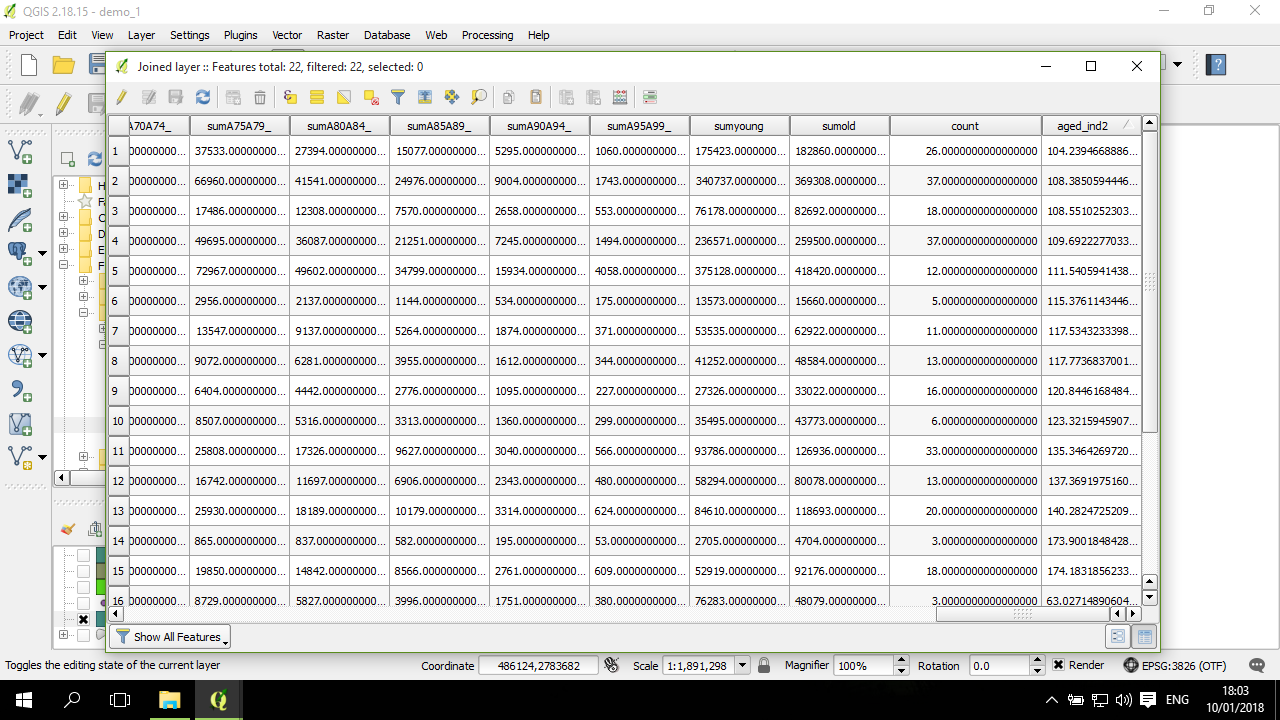 QGIS 2.18.15 - demo_1
Project Edit View Layer Settings Plugins Vector Raster Database Web Processing Help
Joined layer :: Features total: 22, filtered: 22, selected: 0
A70A74_ sumA75A79_ sumA80A84_ sumA85A89_ sumA90A94_ sumA95A99_ sumyoung sumold count aged_ind2
1 00000000... 37533.00000000... 27394.00000000... 15077.00000000... 5295.000000000... 1060.000000000... 175423.0000000... 182860.0000000... 26.0000000000000000 104.2394668886...
2 00000000... 66960.00000000... 41541.00000000... 24976.00000000... 9004.000000000... 1743.000000000... 340737.0000000... 369308.0000000... 37.0000000000000000 108.3850594446...
3 00000000... 17486.00000000... 12308.00000000... 7570.000000000... 2658.000000000... 553.0000000000... 76178.00000000... 82692.00000000... 18.0000000000000000 108.5510252303...
4 00000000... 49695.00000000... 36087.00000000... 21251.00000000... 7245.000000000... 1494.000000000... 236571.0000000... 259500.0000000... 37.0000000000000000 109.6922277033...
5 00000000... 72967.00000000... 49602.00000000... 34799.00000000... 15934.00000000... 4058.000000000... 375128.0000000... 418420.0000000... 12.0000000000000000 111.5405941438...
6 00000000... 2956.000000000... 2137.000000000... 1144.000000000... 534.0000000000... 175.0000000000... 13573.00000000... 15660.00000000... 5.0000000000000000 115.3761143446...
7 00000000... 13547.00000000... 9137.000000000... 5264.000000000... 1874.000000000... 371.0000000000... 53535.00000000... 62922.00000000... 11.0000000000000000 117.5343233398...
8 00000000... 9072.000000000... 6281.000000000... 3955.000000000... 1612.000000000... 344.0000000000... 41252.00000000... 48584.00000000... 13.0000000000000000 117.7736837001...
9 00000000... 6404.000000000... 4442.000000000... 2776.000000000... 1095.000000000... 227.0000000000... 27326.00000000... 33022.00000000... 16.0000000000000000 120.8446168484...
10 00000000... 8507.000000000... 5316.000000000... 3313.000000000... 1360.000000000... 299.0000000000... 35495.00000000... 43773.00000000... 6.0000000000000000 123.3215945907...
11 00000000... 25808.00000000... 17326.00000000... 9627.000000000... 3040.000000000... 566.0000000000... 93786.00000000... 126936.0000000... 33.0000000000000000 135.3464269720...
12 00000000... 16742.00000000... 11697.00000000... 6906.000000000... 2343.000000000... 480.0000000000... 58294.00000000... 80078.00000000... 13.0000000000000000 137.3691975160...
13 00000000... 25930.00000000... 18189.00000000... 10179.00000000... 3314.000000000... 624.0000000000... 84610.00000000... 118693.0000000... 20.0000000000000000 140.2824725209...
14 00000000... 865.0000000000... 837.0000000000... 582.0000000000... 195.0000000000... 53.00000000000... 2705.000000000... 4704.000000000... 3.0000000000000000 173.9001848428...
15 00000000... 19850.00000000... 14842.00000000... 8566.000000000... 2761.000000000... 609.0000000000... 52919.00000000... 92176.00000000... 18.0000000000000000 174.1831856233...
16 00000000... 8729.000000000... 5827.000000000... 3996.000000000... 1751.000000000... 380.0000000000... 76283.00000000... 48079.00000000... 3.0000000000000000 63.02714890604...
Show All Features
Toggles the editing state of the current layer Coordinate 486124,2783682 Scale 1:1,891,298 Magnifier 100% Rotation 0.0 Render EPSG:3826 (OTF)
ENG 18:03
10/01/2018